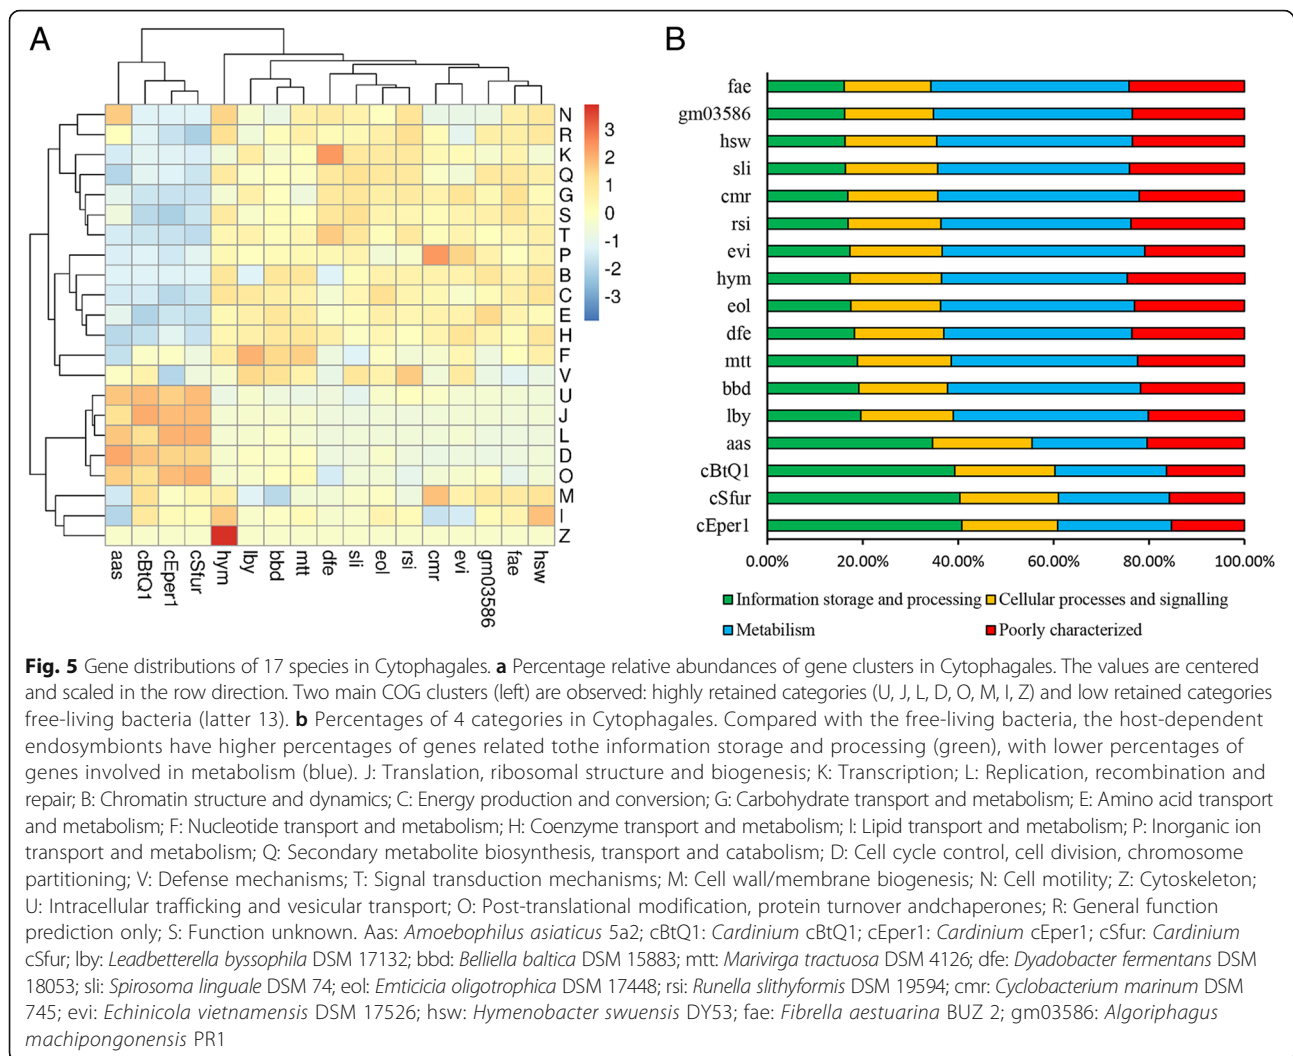 A
B
N
R
K
Q
G
S
T
P
B
C
E
H
F
V
U
J
L
D
O
M
I
Z
3
2
1
0
-1
-2
-3
aas
cBtQ1
cEper1
cSfur
hym
lby
bbd
mtt
dfe
sli
eol
rsi
cmr
evi
gm03586
fae
hsw
fae
gm03586
hsw
sli
cmr
rsi
evi
hym
eol
dfe
mtt
bbd
lby
aas
cBtQ1
cSfur
cEper1
0.00% 20.00% 40.00% 60.00% 80.00% 100.00%
Information storage and processing Cellular processes and signalling
Metabilism Poorly characterized
Fig. 5 Gene distributions of 17 species in Cytophagales. a Percentage relative abundances of gene clusters in Cytophagales. The values are centered
and scaled in the row direction. Two main COG clusters (left) are observed: highly retained categories (U, J, L, D, O, M, I, Z) and low retained categories
free-living bacteria (latter 13). b Percentages of 4 categories in Cytophagales. Compared with the free-living bacteria, the host-dependent
endosymbionts have higher percentages of genes related tothe information storage and processing (green), with lower percentages of
genes involved in metabolism (blue). J: Translation, ribosomal structure and biogenesis; K: Transcription; L: Replication, recombination and
repair; B: Chromatin structure and dynamics; C: Energy production and conversion; G: Carbohydrate transport and metabolism; E: Amino acid transport
and metabolism; F: Nucleotide transport and metabolism; H: Coenzyme transport and metabolism; I: Lipid transport and metabolism; P: Inorganic ion
transport and metabolism; Q: Secondary metabolite biosynthesis, transport and catabolism; D: Cell cycle control, cell division, chromosome
partitioning; V: Defense mechanisms; T: Signal transduction mechanisms; M: Cell wall/membrane biogenesis; N: Cell motility; Z: Cytoskeleton;
U: Intracellular trafficking and vesicular transport; O: Post-translational modification, protein turnover andchaperones; R: General function
prediction only; S: Function unknown. Aas: Amoebophilus asiaticus 5a2; cBtQ1: Cardinium cBtQ1; cEper1: Cardinium cEper1; cSfur: Cardinium
cSfur; lby: Leadbetterella byssophila DSM 17132; bbd: Belliella baltica DSM 15883; mtt: Marivirga tractuosa DSM 4126; dfe: Dyadobacter fermentans DSM
18053; sli: Spirosoma linguale DSM 74; eol: Emticicia oligotrophica DSM 17448; rsi: Runella slithyformis DSM 19594; cmr: Cyclobacterium marinum DSM
745; evi: Echinicola vietnamensis DSM 17526; hsw: Hymenobacter swuensis DY53; fae: Fibrella aestuarina BUZ 2; gm03586: Algoriphagus
machipongonensis PR1